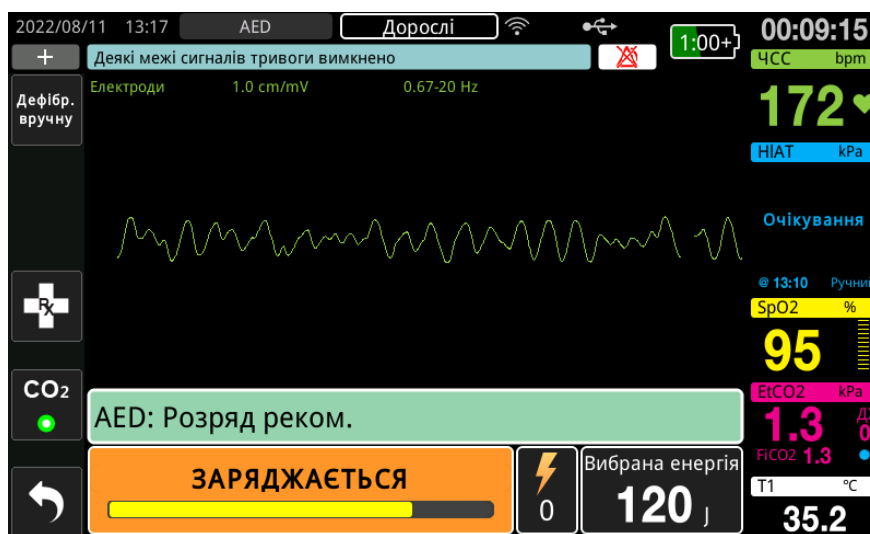 2022/08/11 13:17 AED Дорослі 1:00+ 00:09:15
+ Деякі межі сигналів тривоги вимкнено
ЧСС bpm
Електроди 1.0 cm/mV 0.67-20 Hz
Дефібр.
вручну
172
НІАТ kPa
Очікування
@ 13:10
Rx
SpO2 %
95
CO2
EtCO2 kPa
AED: Розряд реком.
1.3
FiCO2 1.3
ЗАРЯДЖАЄТЬСЯ
0
Вибрана енергія
120 J
T1 °C
35.2